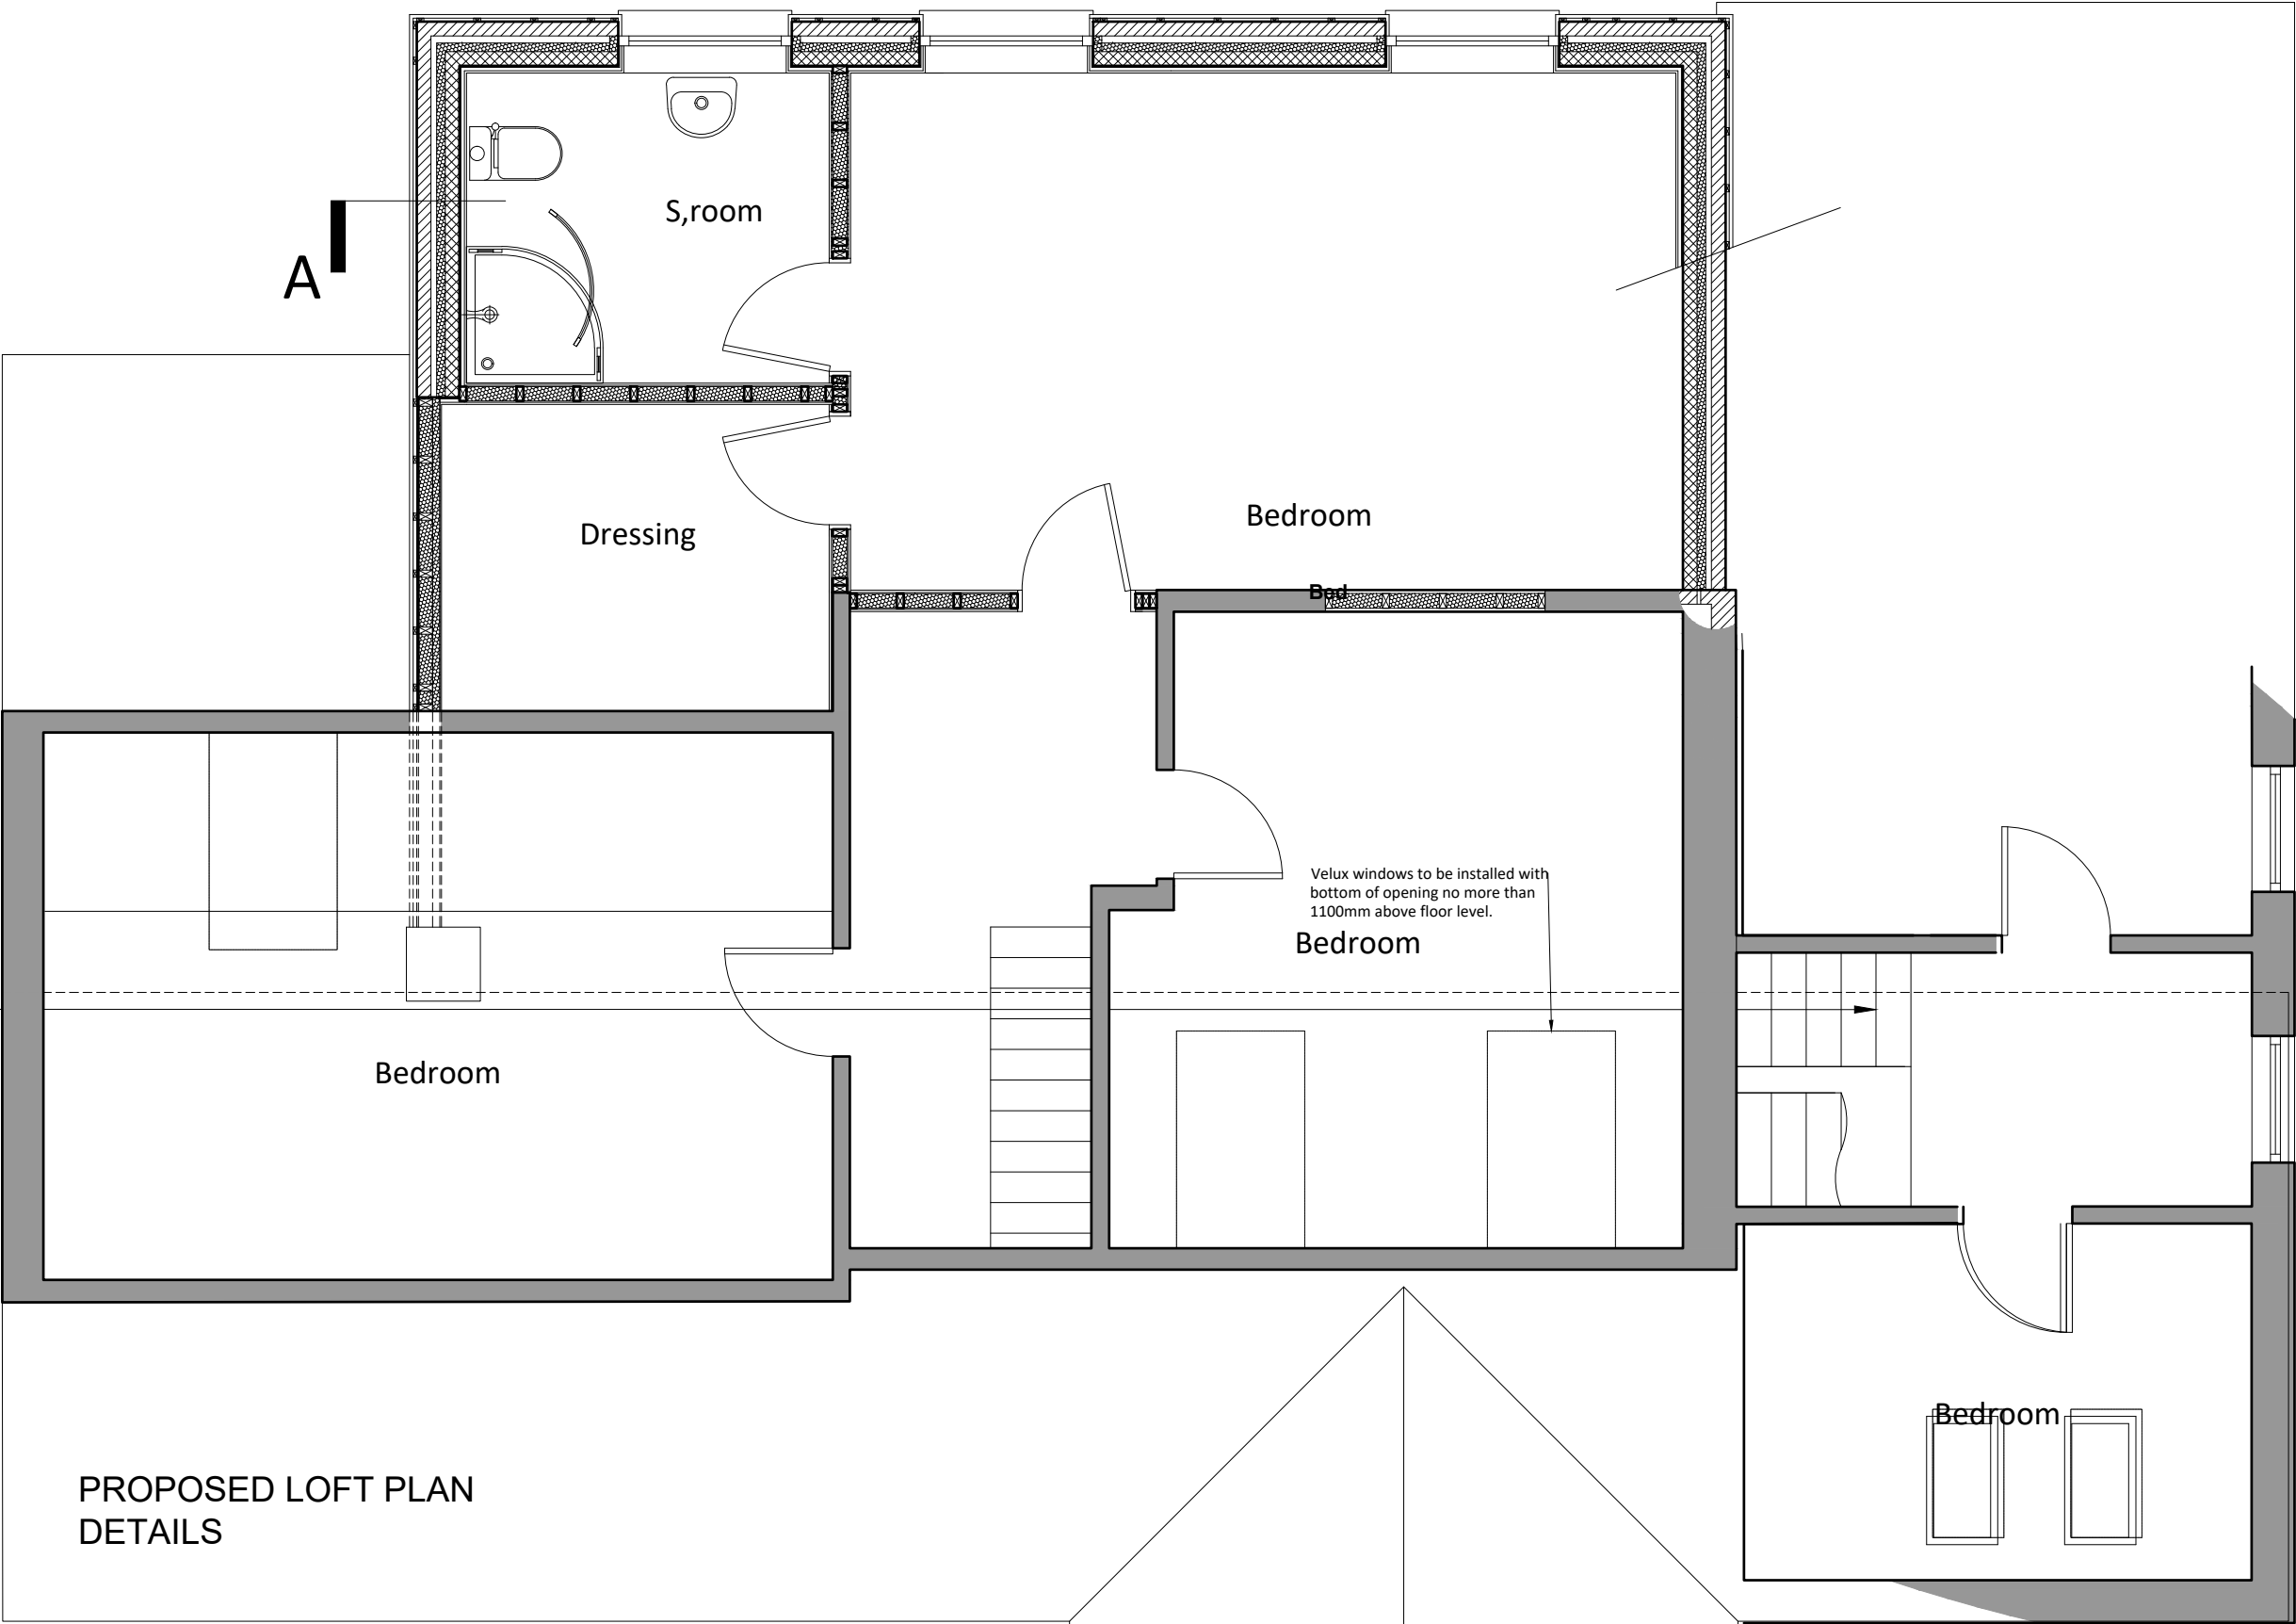 S,room
A
Bedroom
Dressing
Bed
Velux windows to be installed with
bottom of opening no more than
1100mm above floor level.
Bedroom
Bedroom
Bedroom
PROPOSED LOFT PLAN
DETAILS